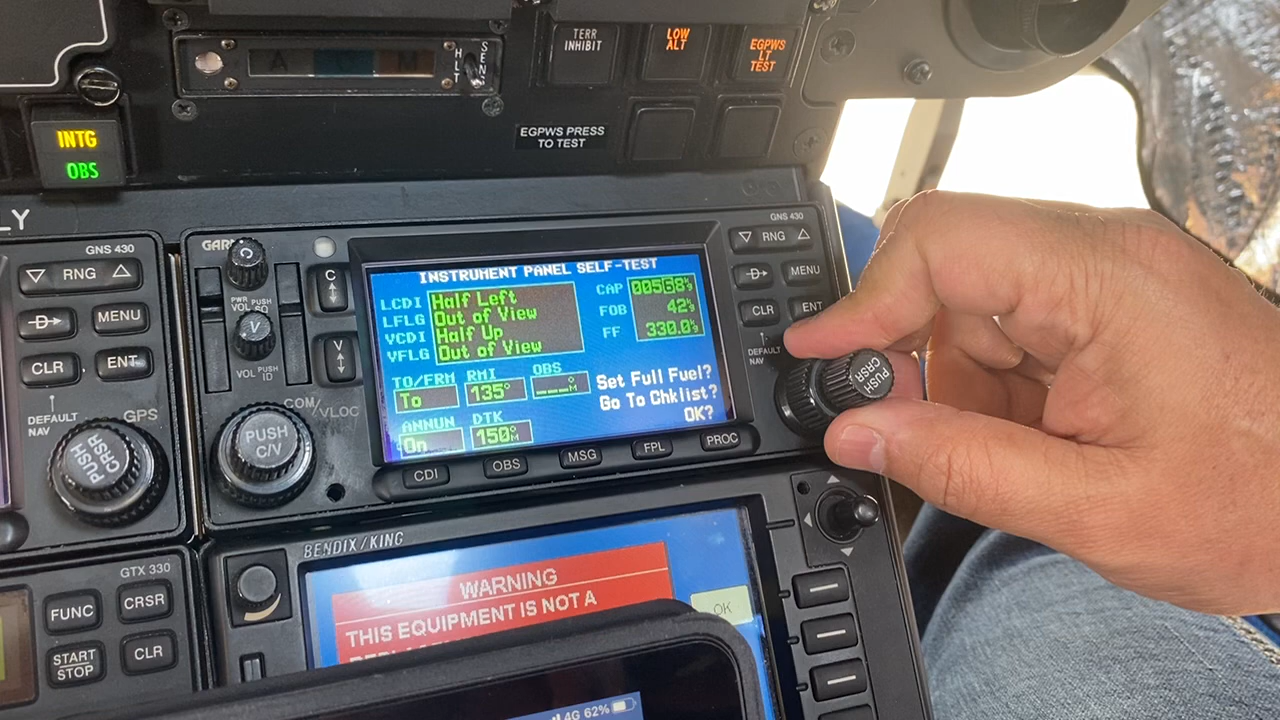 TERR
INHIBIT
LOW
ALT
EGPWS
LT
TEST
A
M
HLT
SENS
INTG
OBS
EGPWS PRESS
TO TEST
LY
GNS 430
RNG
MENU
CLR
ENT
DEFAULT
NAV
GPS
PUSH
CRSR
PWR
VOL
PUSH
SQ
C
V
VOL
PUSH
ID
V
COM/VLOC
PUSH
C/V
INSTRUMENT PANEL SELF-TEST
LCDI Half Left
LFLG Out of View
VCDI Half Up
VFLG Out of View
CAP 00568
FOB 42
FF 330.0
TO/FRM RMI OBS
To 135° ___°M
ANNUN DTK
On 150°M
Set Full Fuel?
Go To Chklist?
OK?
CDI
OBS
MSG
FPL
PROC
GNS 430
RNG
MENU
CLR
ENT
DEFAULT
NAV
PUSH
CRSR
GTX 330
FUNC
CRSR
START
STOP
CLR
BENDIX/KING
WARNING
THIS EQUIPMENT IS NOT A
OK
4G 62%